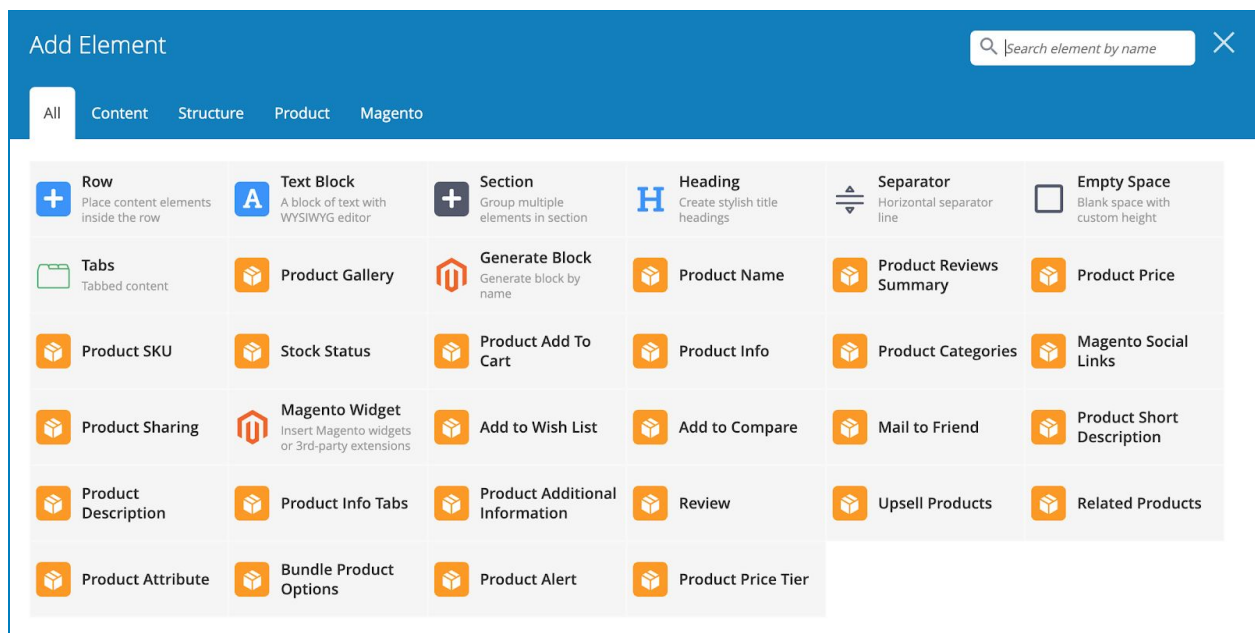 Add Element
Search element by name
All
Content
Structure
Product
Magento
Row
Place content elements
inside the row
Text Block
A block of text with
WYSIWYG editor
Section
Group multiple
elements in section
Heading
Create stylish title
headings
Separator
Horizontal separator
line
Empty Space
Blank space with
custom height
Tabs
Tabbed content
Product Gallery
Generate Block
Generate block by
name
Product Name
Product Reviews
Summary
Product Price
Product SKU
Stock Status
Product Add To
Cart
Product Info
Product Categories
Magento Social
Links
Product Sharing
Magento Widget
Insert Magento widgets
or 3rd-party extensions
Add to Wish List
Add to Compare
Mail to Friend
Product Short
Description
Product
Description
Product Info Tabs
Product Additional
Information
Review
Upsell Products
Related Products
Product Attribute
Bundle Product
Options
Product Alert
Product Price Tier